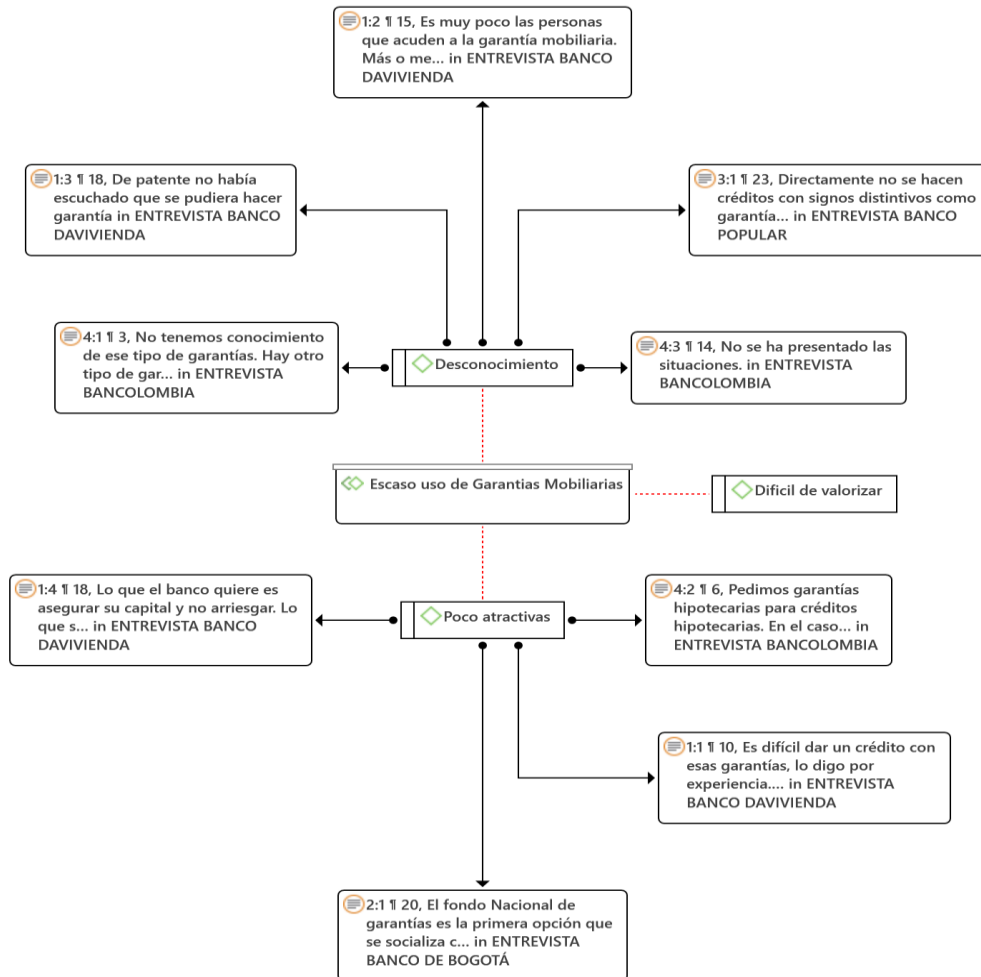 1:2 ¶ 15, Es muy poco las personas
que acuden a la garantía mobiliaria.
Más o me... in ENTREVISTA BANCO
DAVIVIENDA
1:3 ¶ 18, De patente no había
escuchado que se pudiera hacer
garantía in ENTREVISTA BANCO
DAVIVIENDA
3:1 ¶ 23, Directamente no se hacen
créditos con signos distintivos como
garantía... in ENTREVISTA BANCO
POPULAR
4:1 ¶ 3, No tenemos conocimiento
de ese tipo de garantías. Hay otro
tipo de gar... in ENTREVISTA
BANCOLOMBIA
Desconocimiento
4:3 ¶ 14, No se ha presentado las
situaciones. in ENTREVISTA
BANCOLOMBIA
Escaso uso de Garantias Mobiliarias
Dificil de valorizar
1:4 ¶ 18, Lo que el banco quiere es
asegurar su capital y no arriesgar. Lo
que s... in ENTREVISTA BANCO
DAVIVIENDA
Poco atractivas
4:2 ¶ 6, Pedimos garantías
hipotecarias para créditos
hipotecarias. En el caso... in
ENTREVISTA BANCOLOMBIA
1:1 ¶ 10, Es difícil dar un crédito con
esas garantías, lo digo por
experiencia.... in ENTREVISTA
BANCO DAVIVIENDA
2:1 ¶ 20, El fondo Nacional de
garantías es la primera opción que
se socializa c... in ENTREVISTA
BANCO DE BOGOTÁ